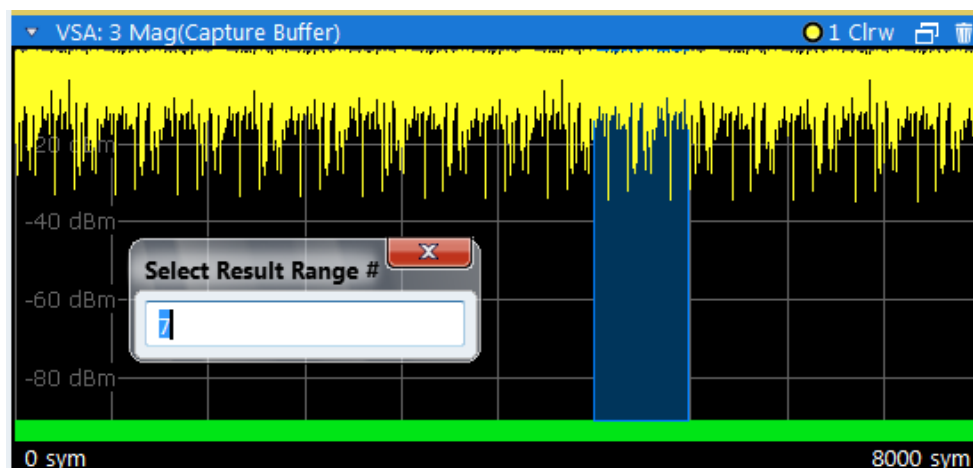 VSA: 3 Mag(Capture Buffer) 1 Clrw
-20 dBm
-40 dBm
Select Result Range #
-60 dBm
7
-80 dBm
0 sym 8000 sym